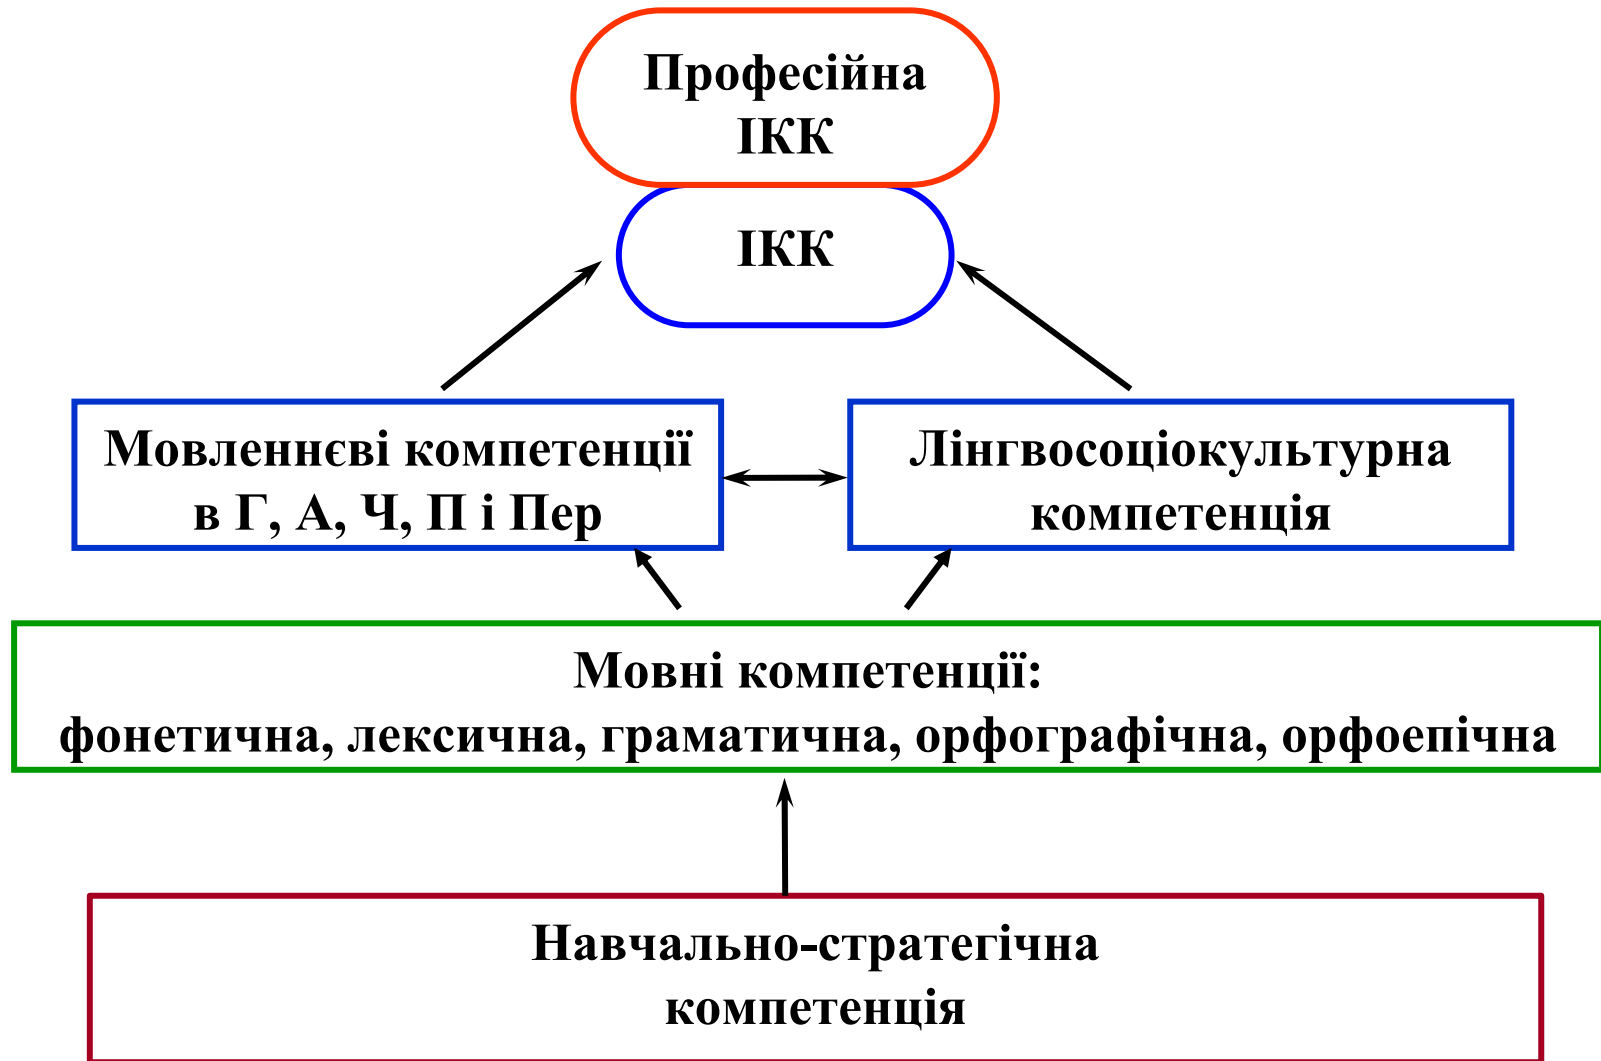 Професійна
ІКК
ІКК
Мовленнєві компетенції
в Г, А, Ч, П і Пер
Лінгвосоціокультурна
компетенція
Мовні компетенції:
фонетична, лексична, граматична, орфографічна, орфоепічна
Навчально-стратегічна
компетенція